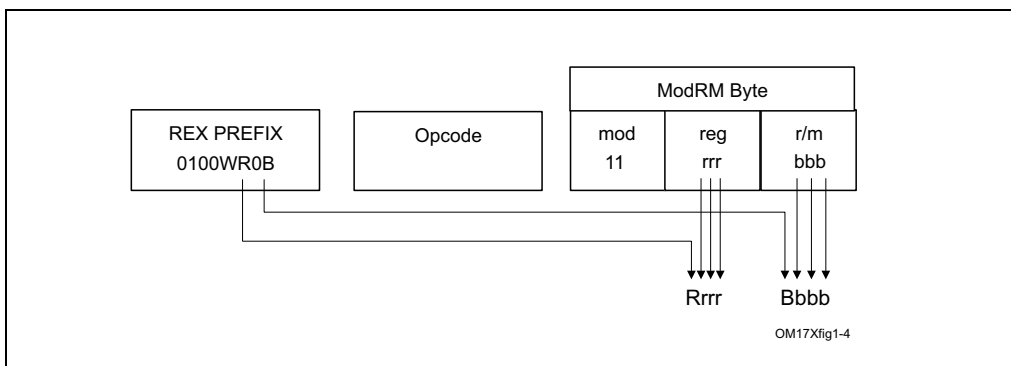 ModRM Byte
REX PREFIX
0100WR0B
Opcode
mod
11
reg
rrr
r/m
bbb
Rrrr
Bbbb
OM17Xfig1-4